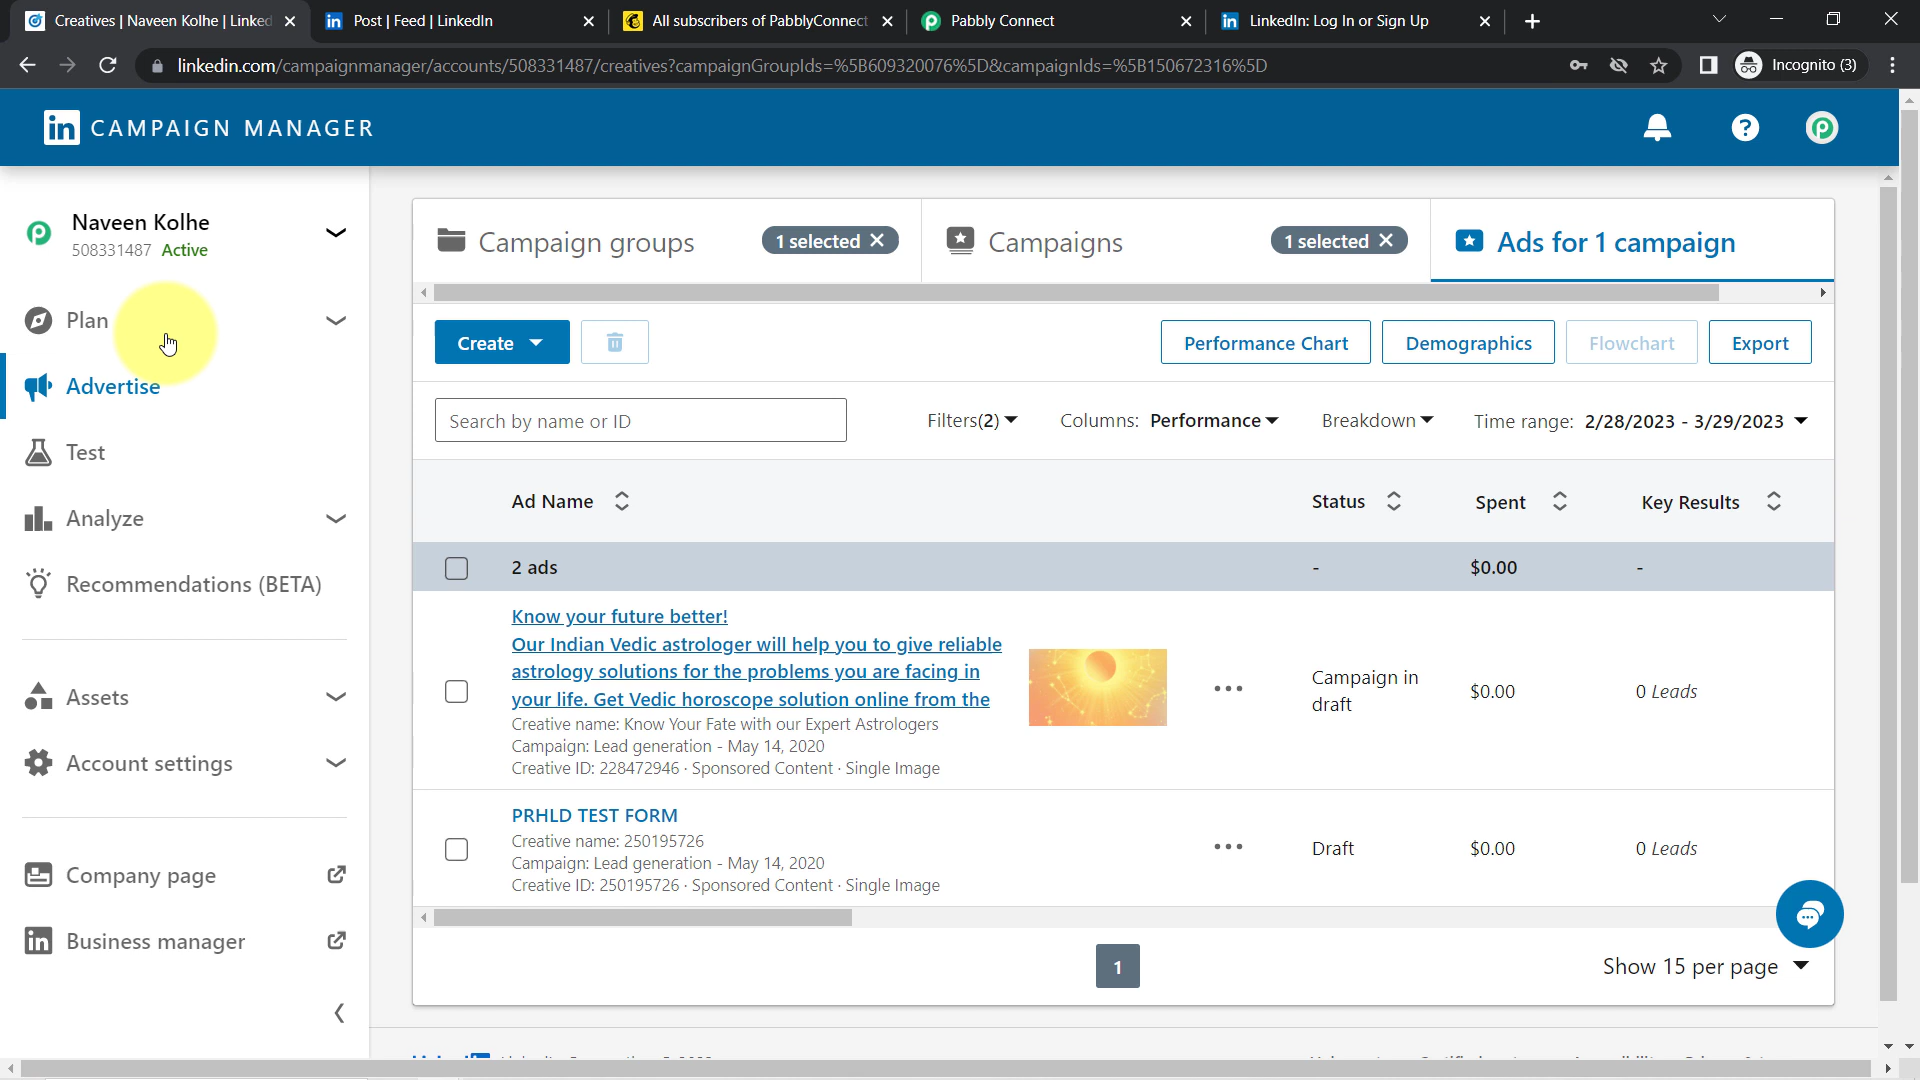 Creatives | Naveen Kolhe | Linked
Post | Feed | LinkedIn
All subscribers of PabblyConnect
Pabbly Connect
LinkedIn: Log In or Sign Up
linkedin.com/campaignmanager/accounts/508331487/creatives?campaignGroupIds=%5B609320076%5D&campaignIds=%5B150672316%5D
Incognito (3)
in CAMPAIGN MANAGER
Naveen Kolhe
508331487 Active
Plan
Advertise
Test
Analyze
Recommendations (BETA)
Assets
Account settings
Company page
Business manager
Campaign groups
1 selected
Campaigns
1 selected
Ads for 1 campaign
Create
Performance Chart
Demographics
Flowchart
Export
Search by name or ID
Filters(2)
Columns: Performance
Breakdown
Time range: 2/28/2023 - 3/29/2023
Ad Name
Status
Spent
Key Results
2 ads
-
$0.00
-
Know your future better!
Our Indian Vedic astrologer will help you to give reliable
astrology solutions for the problems you are facing in
your life. Get Vedic horoscope solution online from the
Creative name: Know Your Fate with our Expert Astrologers
Campaign: Lead generation - May 14, 2020
Creative ID: 228472946 · Sponsored Content · Single Image
Campaign in
draft
$0.00
0 Leads
PRHLD TEST FORM
Creative name: 250195726
Campaign: Lead generation - May 14, 2020
Creative ID: 250195726 · Sponsored Content · Single Image
Draft
$0.00
0 Leads
1
Show 15 per page